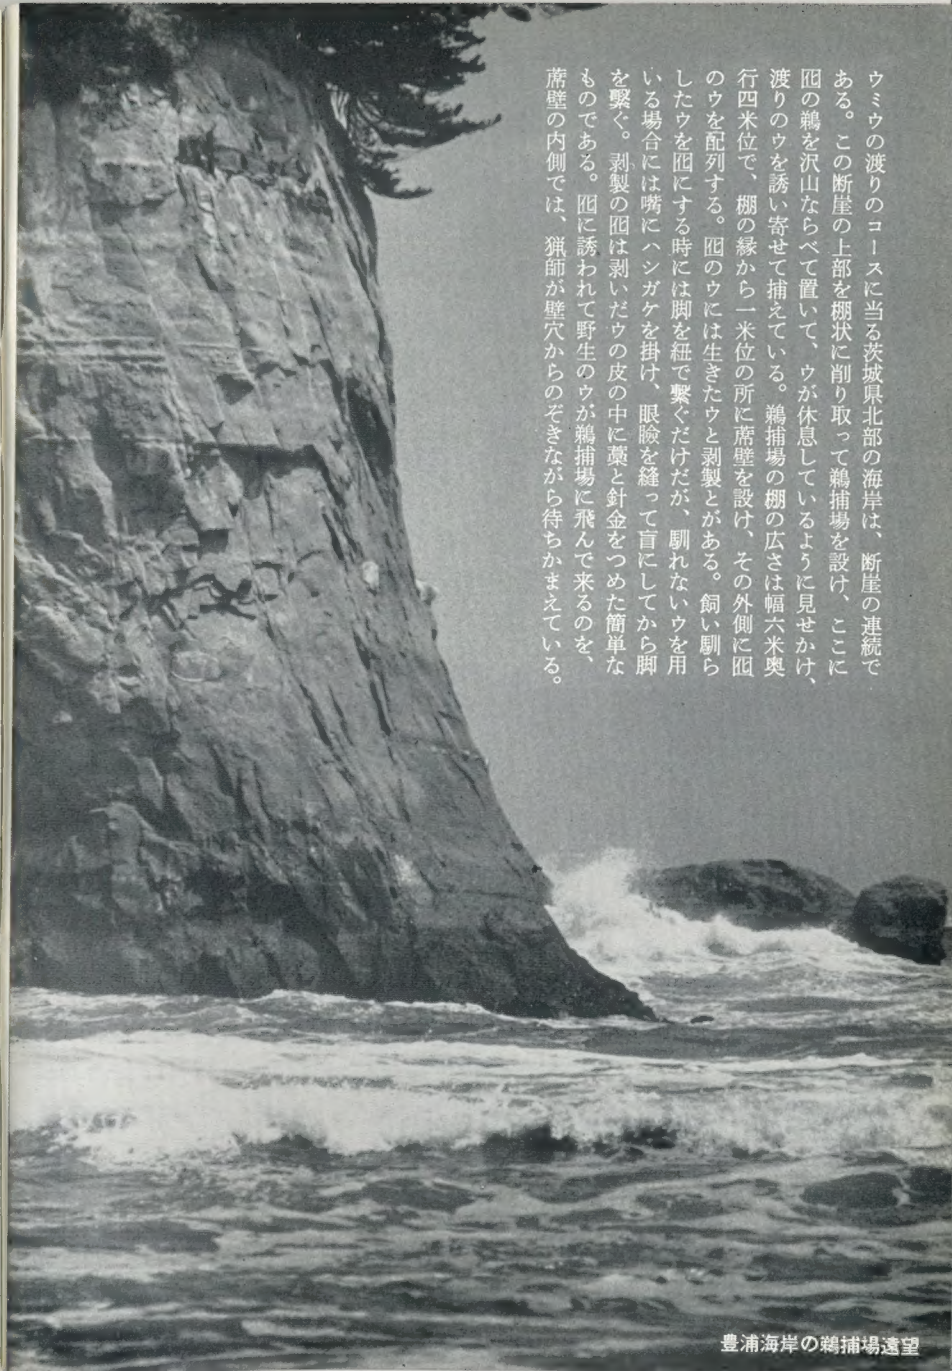 ウミウの渡りのコースに当る茨城県北部の海岸は、断崖の連続で
ある。この断崖の上部を棚状に削り取って鵜捕場を設け、ここに
囮の鵜を沢山ならべて置いて、ウが休息しているように見せかけ、
渡りのウを誘い寄せて捕えている。鵜捕場の棚の広さは幅六米奥
行四米位で、棚の縁から一米位の所に蓆壁を設け、その外側に囮
のウを配列する。囮のウには生きたウと剥製とがある。飼い馴ら
したウを囮にする時には脚を紐で繋ぐだけだが、馴れないウを用
いる場合には嘴にハシガケを掛け、眼瞼を縫って盲にしてから脚
を繋ぐ。剥製の囮は剥いだウの皮の中に藁と針金をつめた簡単な
ものである。囮に誘われて野生のウが鵜捕場に飛んで来るのを、
蓆壁の内側では、猟師が壁穴からのぞきながら待ちかまえている。
豊浦海岸の鵜捕場遠望